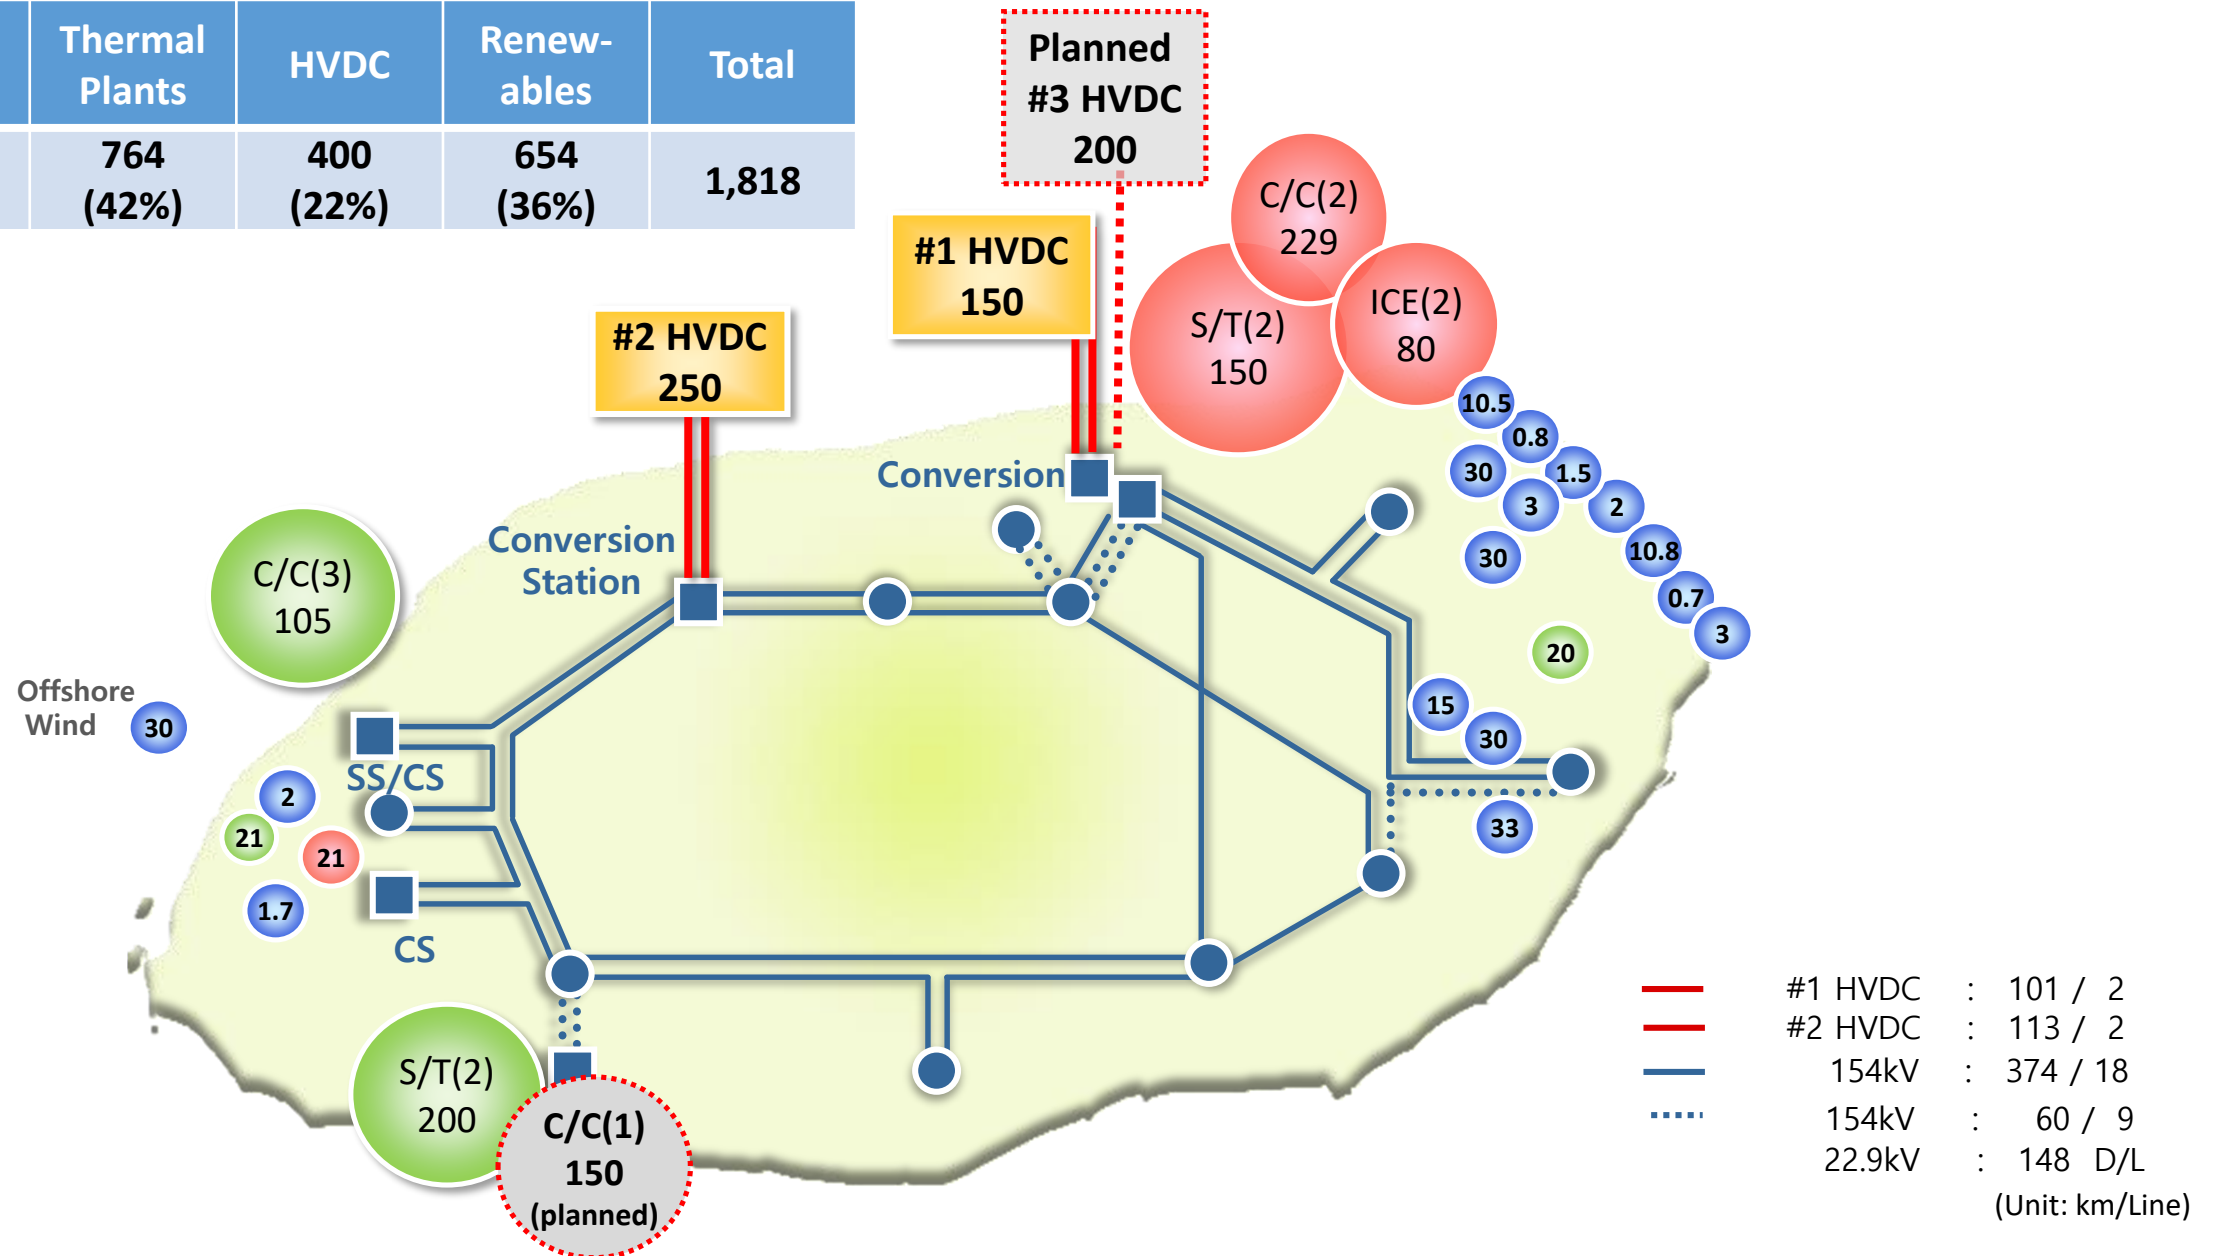 Thermal
Plants
HVDC
Renew-
ables
Total
764
(42%)
400
(22%)
654
(36%)
1,818
Planned
#3 HVDC
200
#1 HVDC
150
#2 HVDC
250
C/C(2)
229
S/T(2)
150
ICE(2)
80
10.5
0.8
30
1.5
3
2
30
10.8
0.7
3
20
15
30
33
Conversion
Conversion
Station
C/C(3)
105
Offshore
Wind
30
SS/CS
2
21
21
1.7
CS
S/T(2)
200
C/C(1)
150
(planned)
#1 HVDC : 101 / 2
#2 HVDC : 113 / 2
154kV : 374 / 18
154kV : 60 / 9
22.9kV : 148 D/L
(Unit: km/Line)